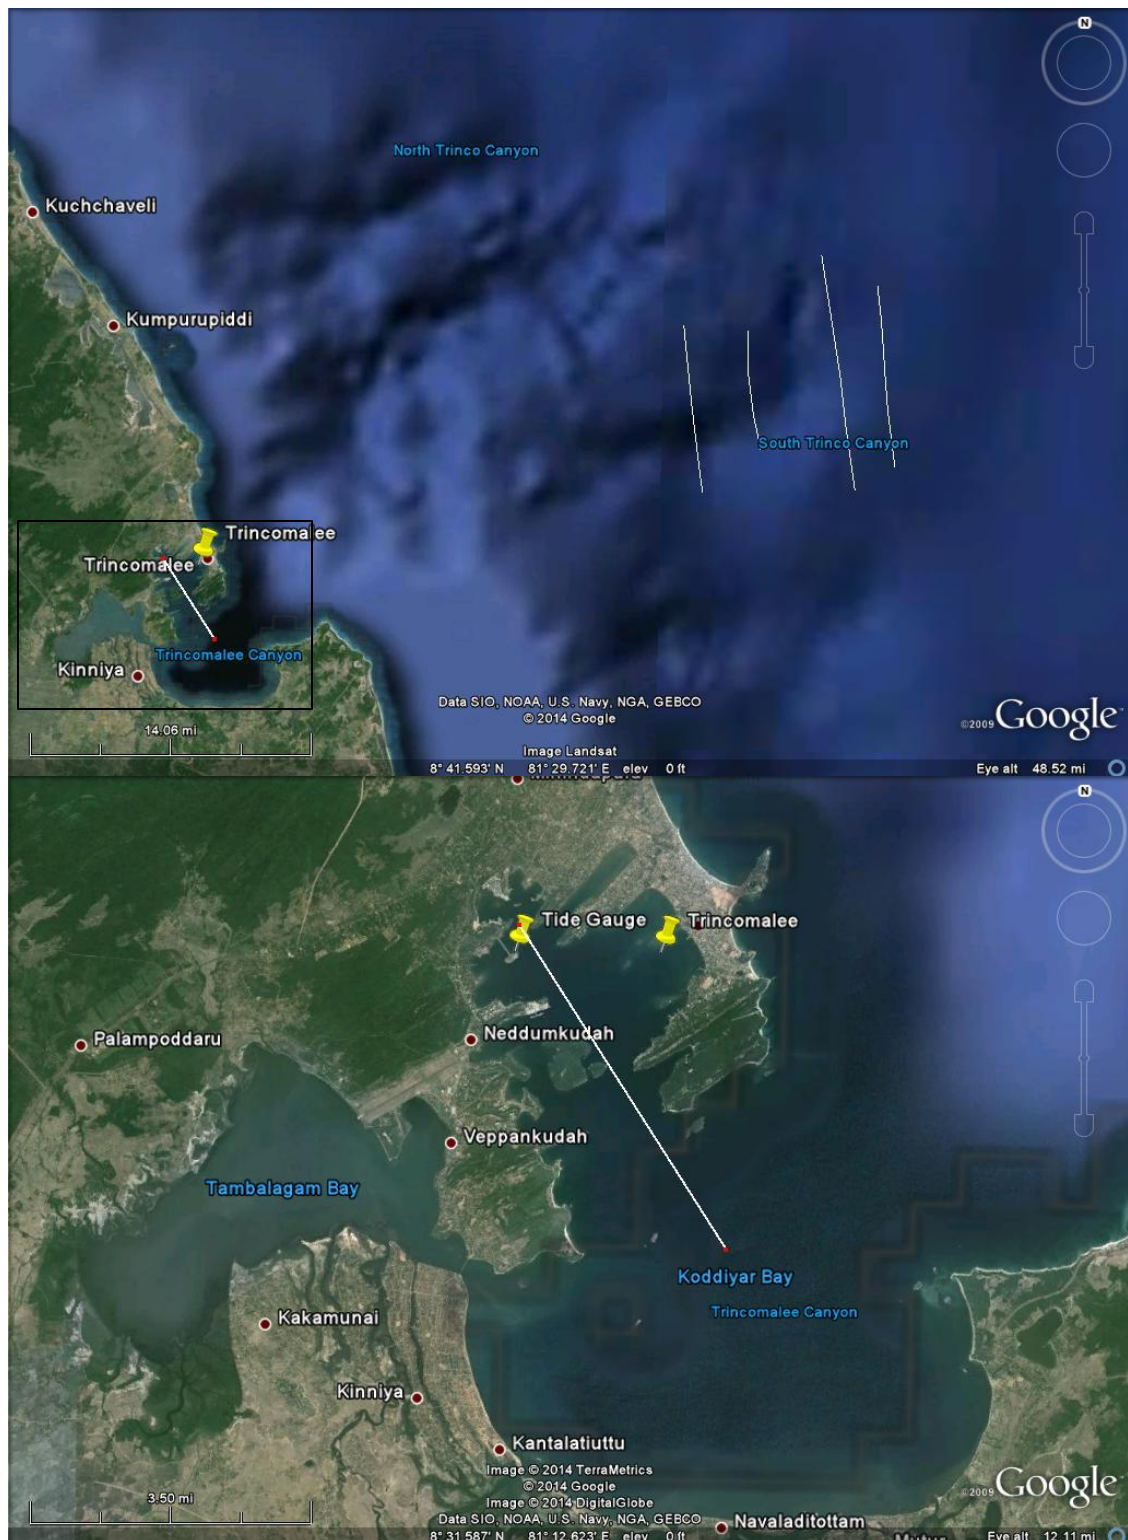 N
North Trinco Canyon
Kuchchaveli
Kumpurupiddi
South Trinco Canyon
Trincomalee
Trincomalee
Trincomalee Canyon
Kinniya
Data SIO, NOAA, U.S. Navy, NGA, GEBCO
© 2014 Google
©2009 Google™
14.06 mi
Image Landsat
8° 41.593' N 81° 29.721' E elev 0 ft
Eye alt 48.52 mi
N
Tide Gauge
Trincomalee
Neddumkudah
Palampoddaru
Veppankudah
Tambalagam Bay
Koddiyar Bay
Trincomalee Canyon
Kakamunai
Kinniya
Kantalatiuttu
Image © 2014 TerraMetrics
© 2014 Google
Image © 2014 DigitalGlobe
©2009 Google™
3.50 mi
Data SIO, NOAA, U.S. Navy, NGA, GEBCO
Navaladitottam
8° 31.587' N 81° 12.623' E elev 0 ft
Eye alt 12.11 mi